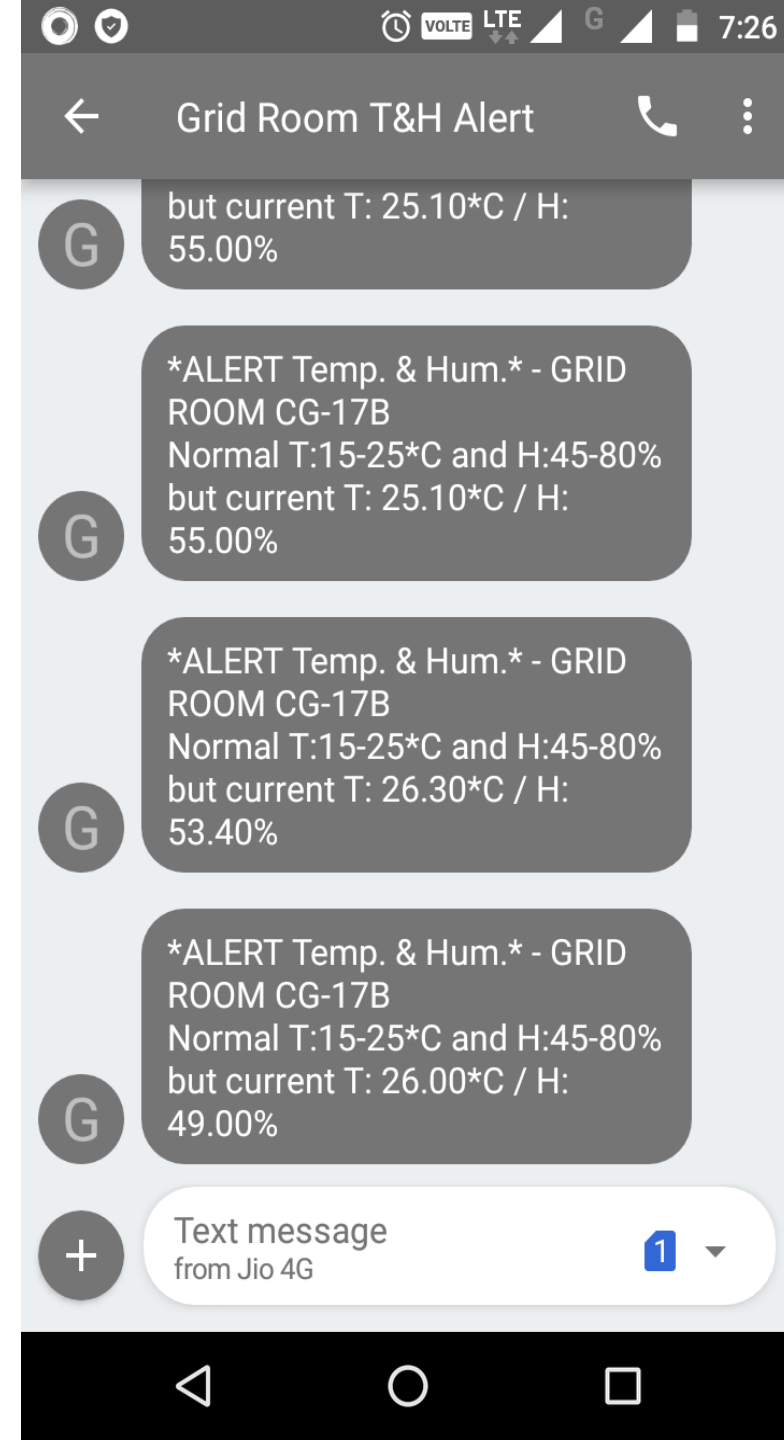 VOLTE LTE G 7:26
Grid Room T&H Alert
but current T: 25.10*C / H:
55.00%
G
*ALERT Temp. & Hum.* - GRID
ROOM CG-17B
Normal T:15-25*C and H:45-80%
but current T: 25.10*C / H:
55.00%
G
*ALERT Temp. & Hum.* - GRID
ROOM CG-17B
Normal T:15-25*C and H:45-80%
but current T: 26.30*C / H:
53.40%
G
*ALERT Temp. & Hum.* - GRID
ROOM CG-17B
Normal T:15-25*C and H:45-80%
but current T: 26.00*C / H:
49.00%
G
Text message
from Jio 4G
1